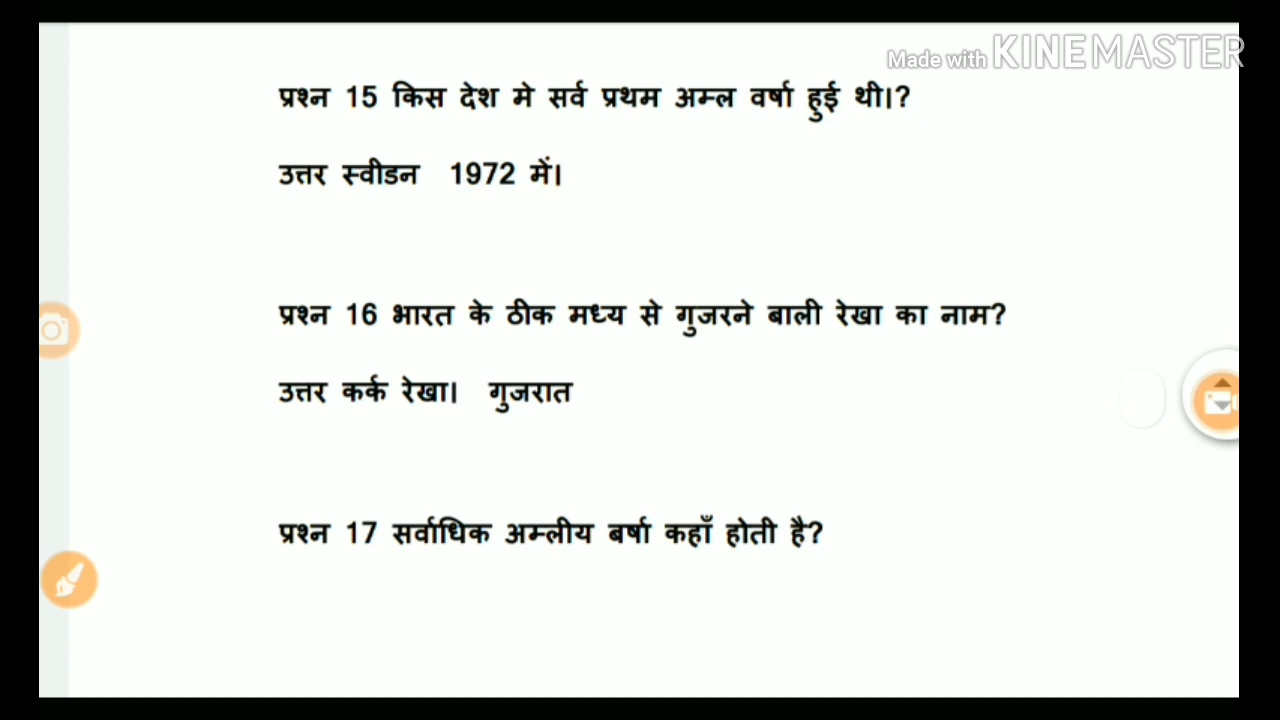 Made with KINEMASTER
प्रश्न 15 किस देश मे सर्व प्रथम अम्ल वर्षा हुई थी।?
उत्तर स्वीडन 1972 में।
प्रश्न 16 भारत के ठीक मध्य से गुजरने बाली रेखा का नाम?
उत्तर कर्क रेखा। गुजरात
प्रश्न 17 सर्वाधिक अम्लीय बर्षा कहाँ होती है?